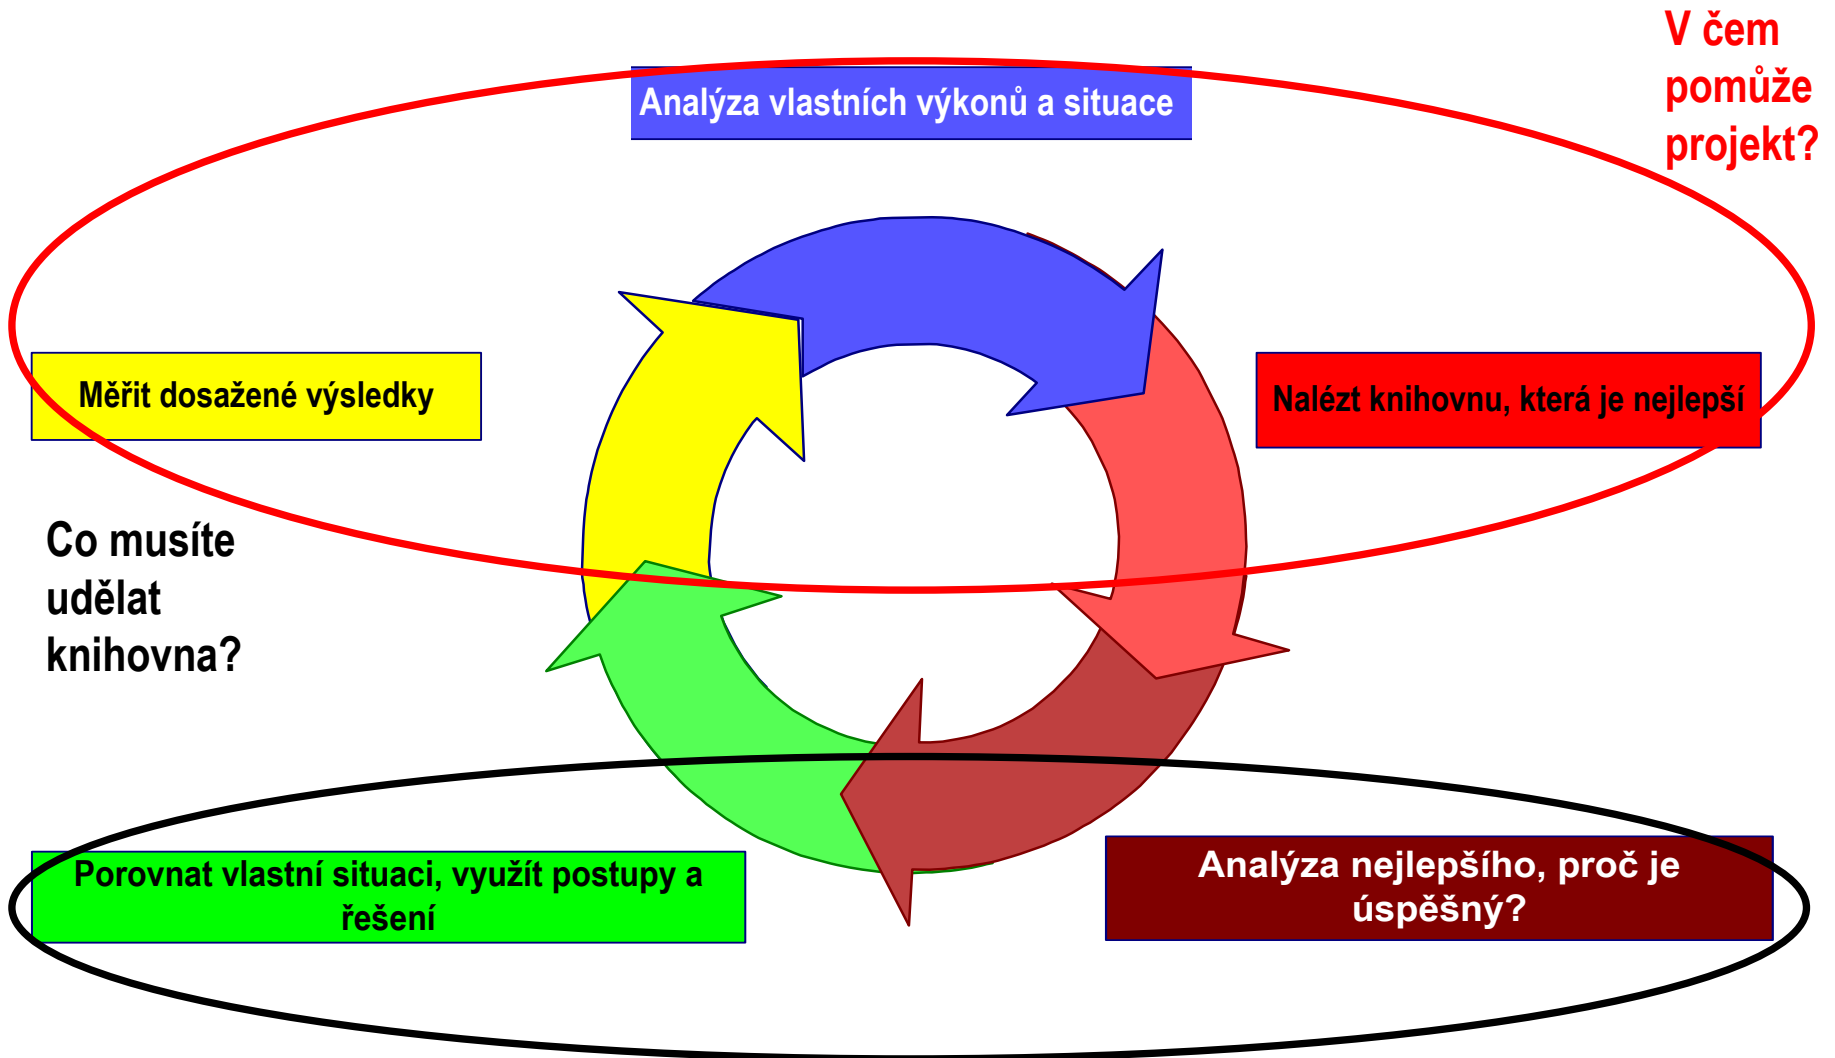 V čem
pomůže
projekt?
Analýza vlastních výkonů a situace
Měřit dosažené výsledky
Nalézt knihovnu, která je nejlepší
Co musíte
udělat
knihovna?
Porovnat vlastní situaci, využít postupy a
řešení
Analýza nejlepšího, proč je
úspěšný?